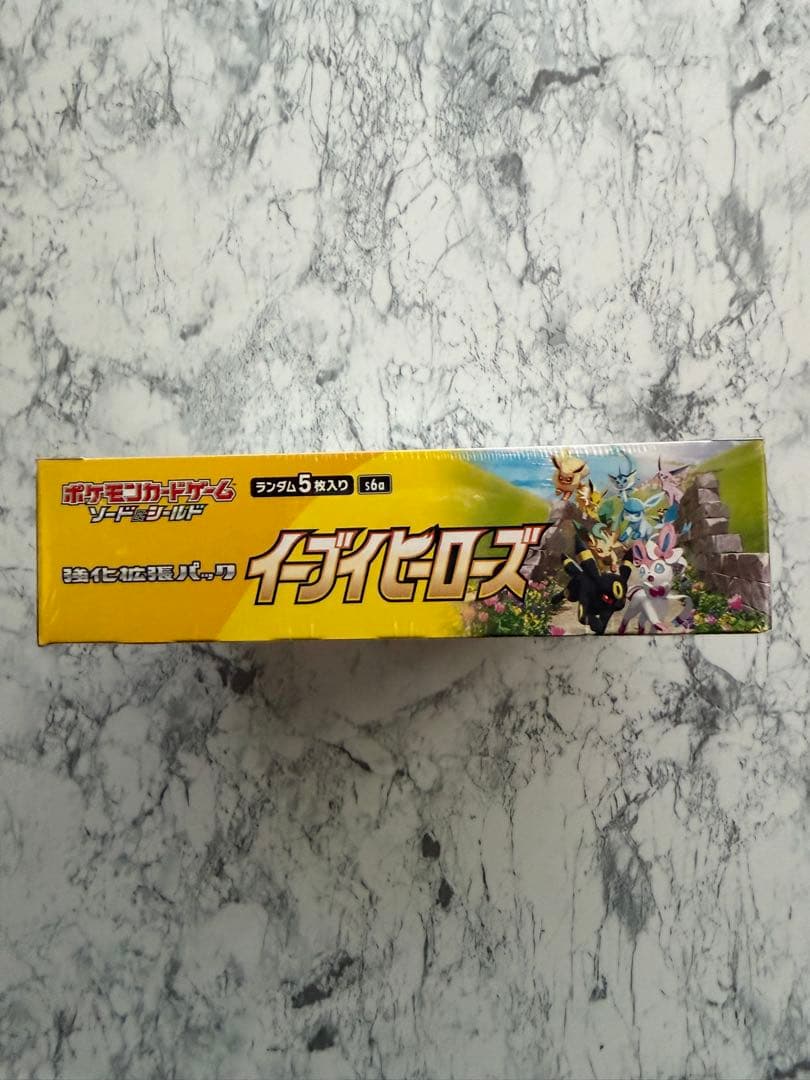 ポケモンカードゲーム
ソード&シールド
ランダム5枚入り s6a
強化拡張パック
イーブイヒーローズ